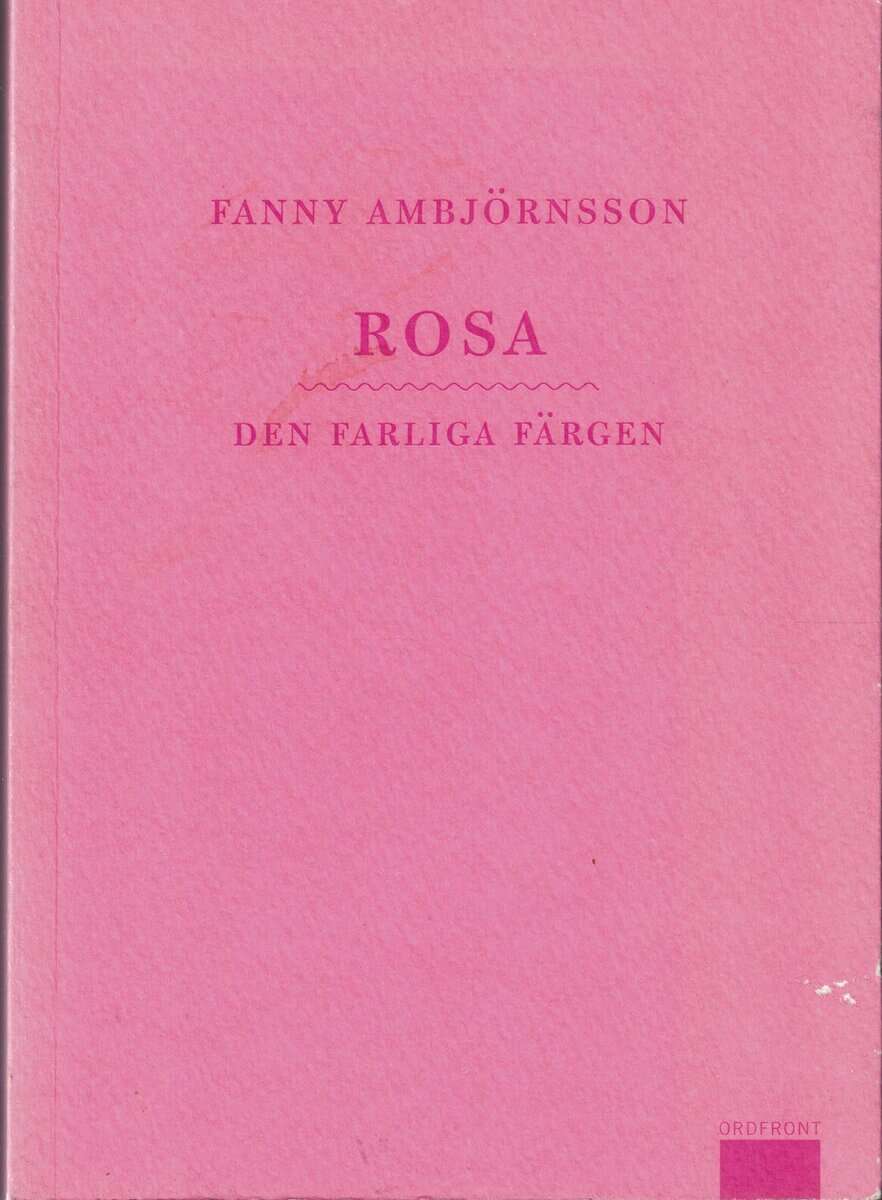 FANNY AMBJÖRNSSON
ROSA
DEN FARLIGA FÄRGEN
ORDFRONT